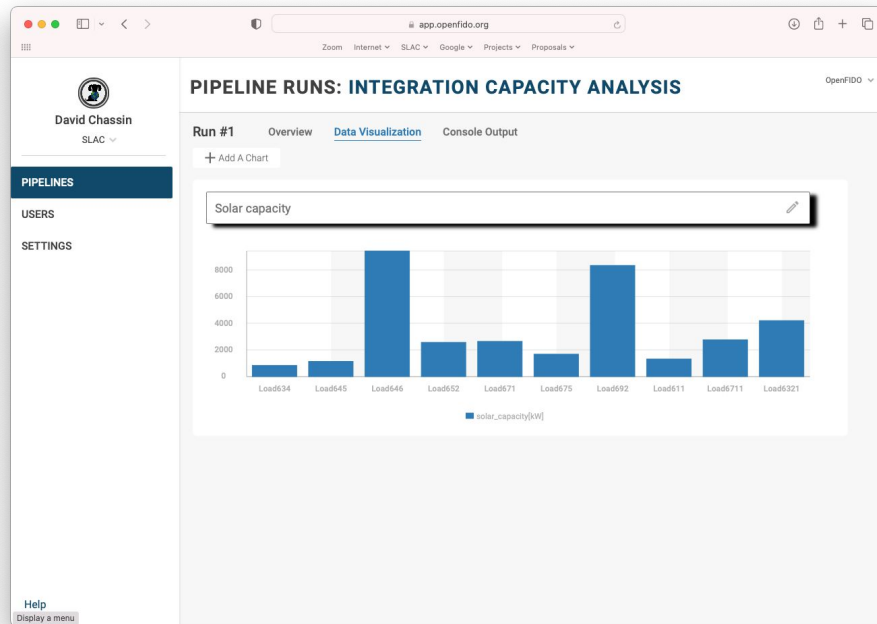 app.openfido.org
Zoom Internet SLAC Google Projects Proposals
David Chassin
SLAC
PIPELINES
USERS
SETTINGS
Help
Display a menu
PIPELINE RUNS: INTEGRATION CAPACITY ANALYSIS
OpenFIDO
Run #1 Overview Data Visualization Console Output
+ Add A Chart
Solar capacity
8000
6000
4000
2000
0
Load634 Load645 Load646 Load652 Load671 Load675 Load692 Load611 Load6711 Load6321
solar_capacity[kW]